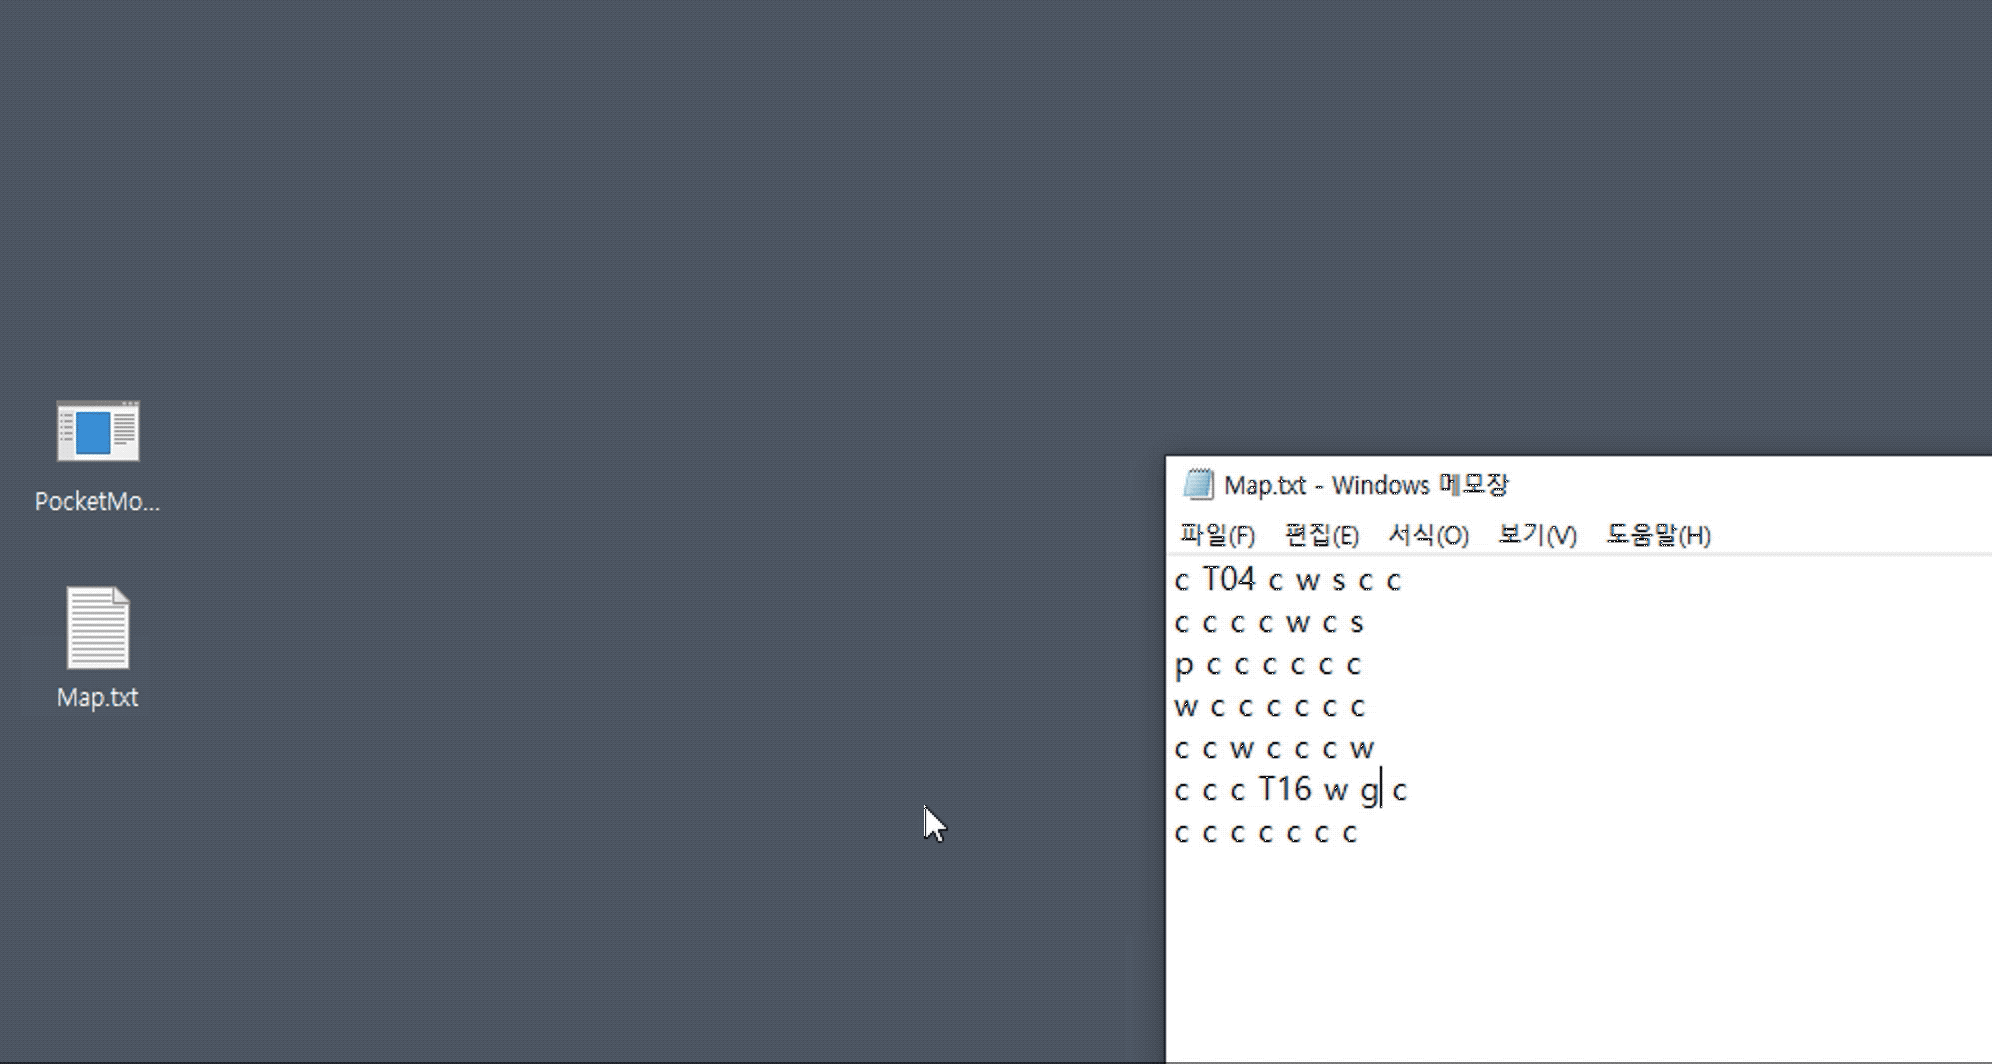 PocketMo...
Map.txt
Map.txt - Windows 메모장
파일(F) 편집(E) 서식(O) 보기(V) 도움말(H)
c T04 c w s c c
c c c c w c s
p c c c c c c
w c c c c c c
c c w c c c w
c c c T16 w g c
c c c c c c c